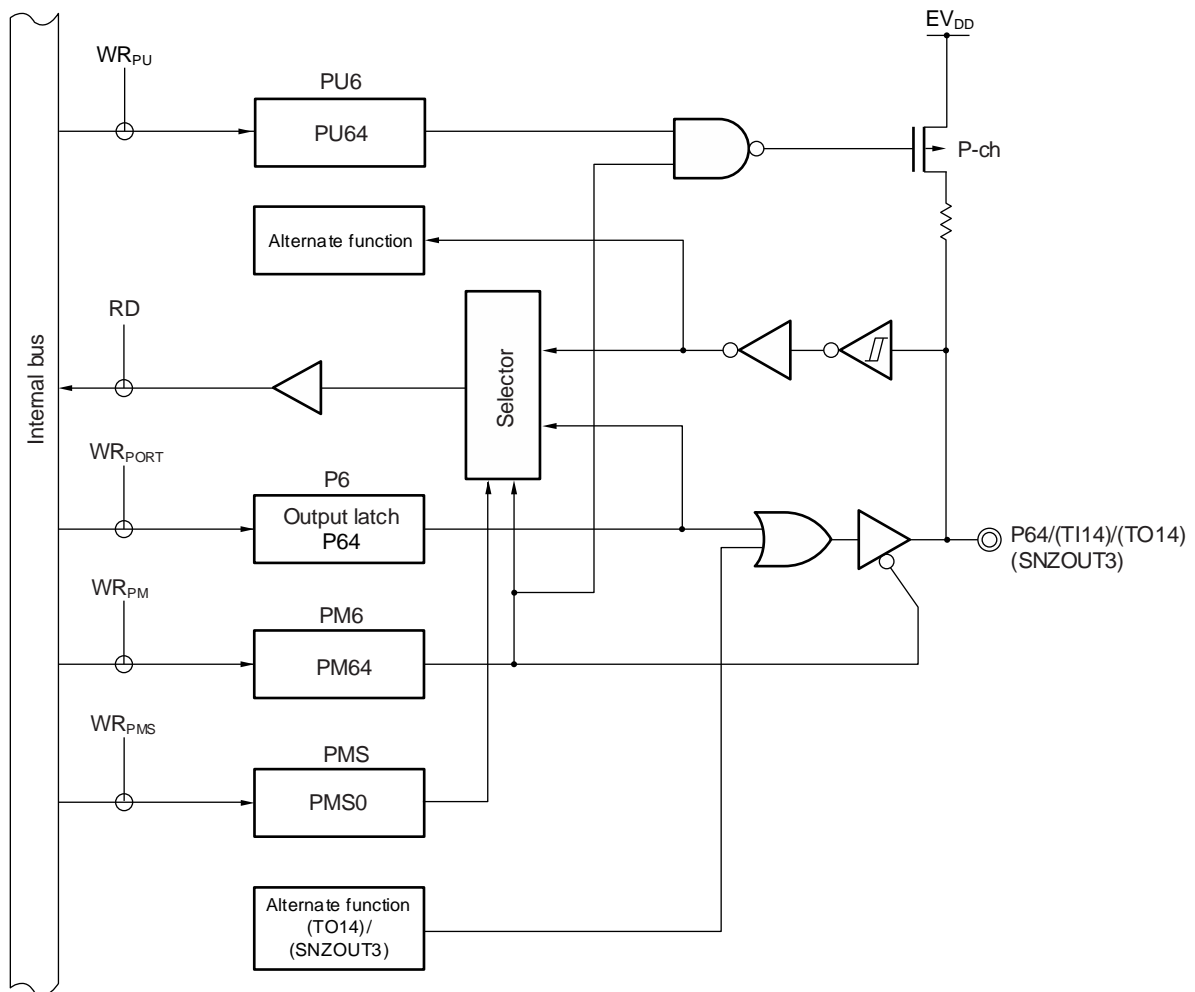 EVDD
WRPU
PU6
PU64
P-ch
Alternate function
RD
Selector
Internal bus
WRPORT
P6
Output latch
P64
P64/(TI14)/(TO14)
(SNZOUT3)
WRPM
PM6
PM64
WRPMS
PMS
PMS0
Alternate function
(TO14)/
(SNZOUT3)